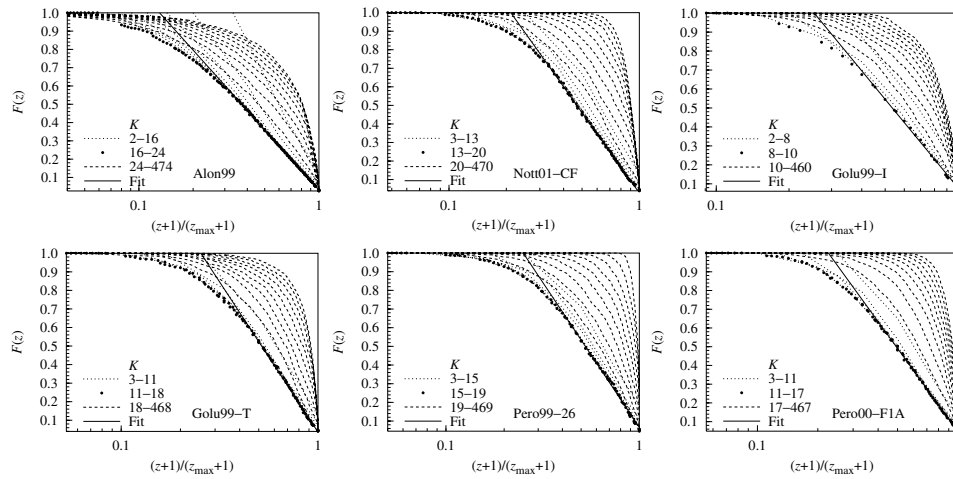 F(z)
1.0
0.9
0.8
0.7
0.6
0.5
0.4
0.3
0.2
0.1
K
2–16
16–24
24–474
Fit
Alon99
0.1
1
(z+1)/(z_max+1)
F(z)
1.0
0.9
0.8
0.7
0.6
0.5
0.4
0.3
0.2
0.1
K
3–13
13–20
20–470
Fit
Nott01–CF
0.1
1
(z+1)/(z_max+1)
F(z)
1.0
0.9
0.8
0.7
0.6
0.5
0.4
0.3
0.2
0.1
K
2–8
8–10
10–460
Fit
Golu99–I
0.1
(z+1)/(z_max+1)
F(z)
1.0
0.9
0.8
0.7
0.6
0.5
0.4
0.3
0.2
0.1
K
3–11
11–18
18–468
Fit
Golu99–T
0.1
1
(z+1)/(z_max+1)
F(z)
1.0
0.9
0.8
0.7
0.6
0.5
0.4
0.3
0.2
0.1
K
3–15
15–19
19–469
Fit
Pero99–26
0.1
1
(z+1)/(z_max+1)
F(z)
1.0
0.9
0.8
0.7
0.6
0.5
0.4
0.3
0.2
0.1
K
3–11
11–17
17–467
Fit
Pero00–F1A
0.1
(z+1)/(z_max+1)